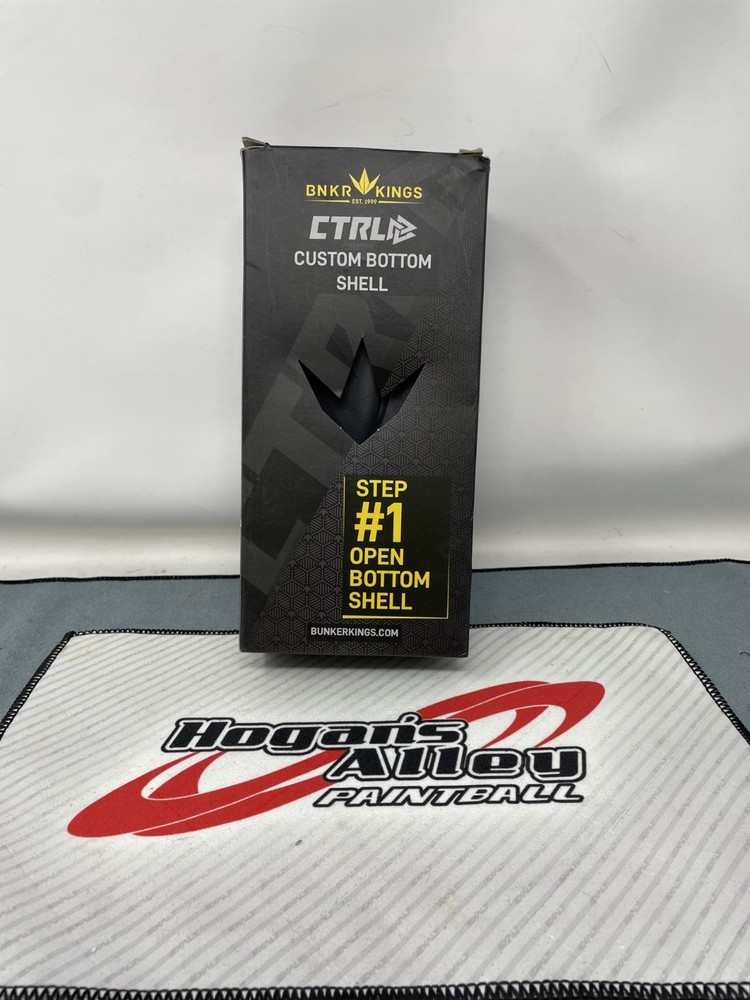 BNKR KINGS
EST. 1999
CTRL
CUSTOM BOTTOM
SHELL
STEP
#1
OPEN
BOTTOM
SHELL
BUNKERKINGS.COM
Hogan's
Alley
PAINTBALL